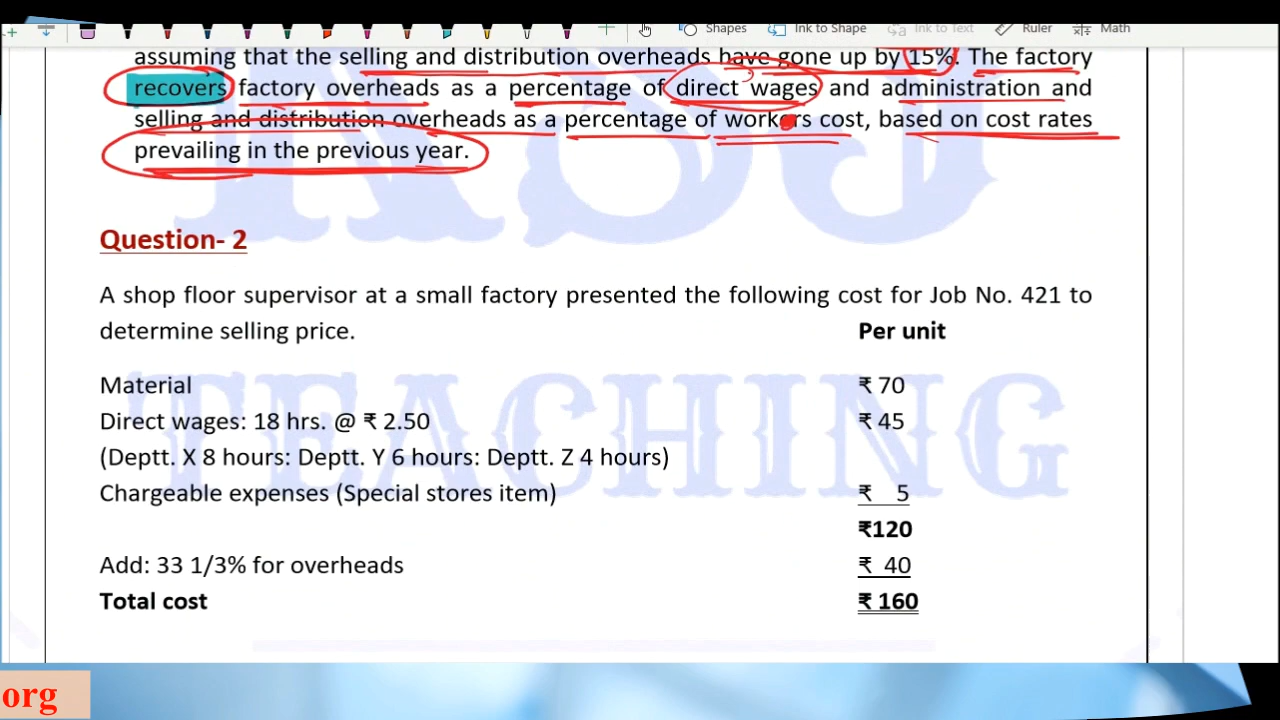 Shapes Ink to Shape Ink to Text Ruler Math
assuming that the selling and distribution overheads have gone up by 15%. The factory
recovers factory overheads as a percentage of direct wages and administration and
selling and distribution overheads as a percentage of workers cost, based on cost rates
prevailing in the previous year.
Question- 2
A shop floor supervisor at a small factory presented the following cost for Job No. 421 to
determine selling price. Per unit
Material ₹ 70
Direct wages: 18 hrs. @ ₹ 2.50 ₹ 45
(Deptt. X 8 hours: Deptt. Y 6 hours: Deptt. Z 4 hours)
Chargeable expenses (Special stores item) ₹ 5
₹120
Add: 33 1/3% for overheads ₹ 40
Total cost ₹ 160
TEACHING
org